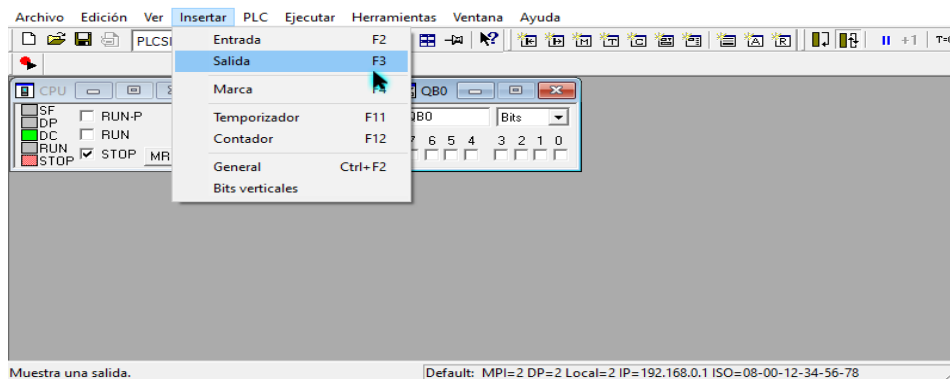 Archivo Edición Ver Insertar PLC Ejecutar Herramientas Ventana Ayuda
PLCSI
T=0
Entrada F2
Salida F3
Marca F4
Temporizador F11
Contador F12
General Ctrl+F2
Bits verticales
CPU
SF
DP
DC
RUN
STOP
RUN-P
RUN
STOP MR
QB0
QB0 Bits
7 6 5 4 3 2 1 0
Muestra una salida.
Default: MPI=2 DP=2 Local=2 IP=192.168.0.1 ISO=08-00-12-34-56-78